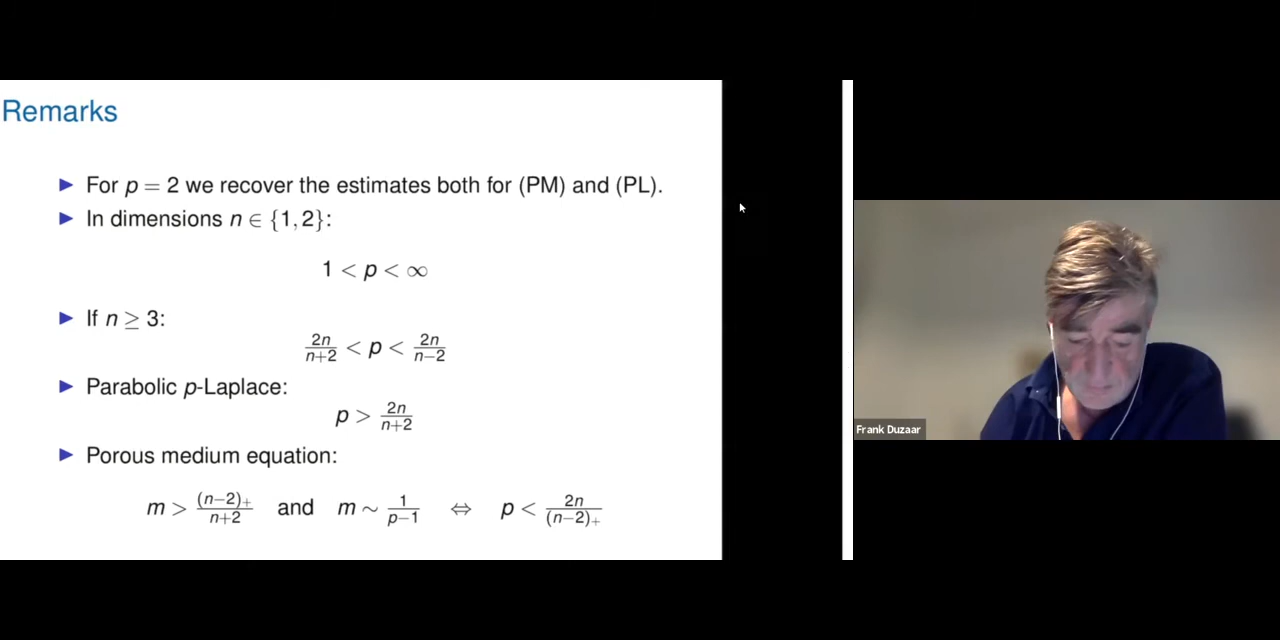 Remarks
► For p = 2 we recover the estimates both for (PM) and (PL).
► In dimensions n ∈ {1, 2}:
1 < p < ∞
► If n ≥ 3:
2n/(n+2) < p < 2n/(n−2)
► Parabolic p-Laplace:
p > 2n/(n+2)
► Porous medium equation:
m > (n−2)₊/(n+2) and m ∼ 1/(p−1) ⇔ p < 2n/(n−2)₊
Frank Duzaar